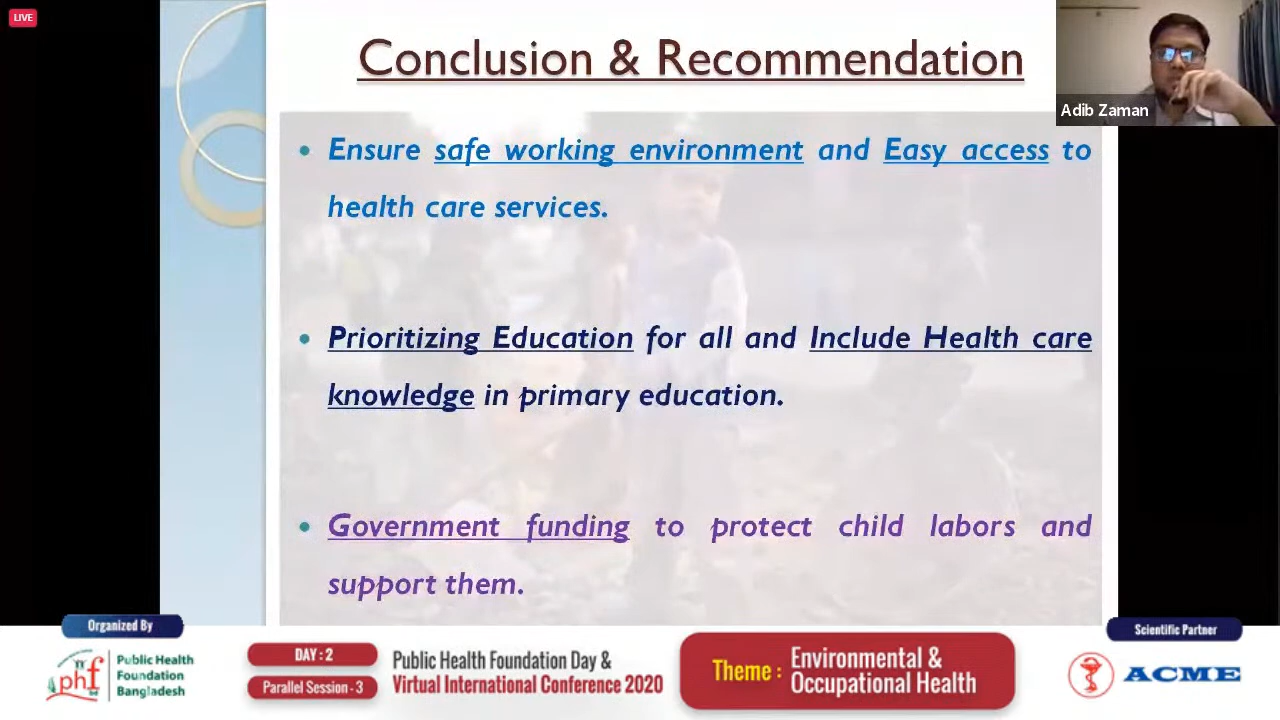 LIVE
Conclusion & Recommendation
Adib Zaman
• Ensure safe working environment and Easy access to
health care services.
• Prioritizing Education for all and Include Health care
knowledge in primary education.
• Government funding to protect child labors and
support them.
Organized By
phf
Public Health
Foundation
Bangladesh
DAY : 2
Parallel Session - 3
Public Health Foundation Day &
Virtual International Conference 2020
Theme :
Environmental &
Occupational Health
Scientific Partner
ACME